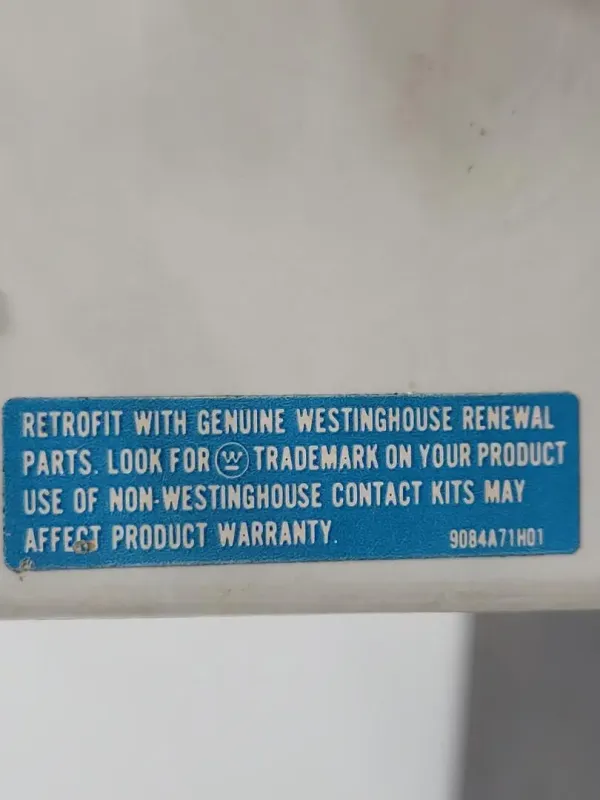 RETROFIT WITH GENUINE WESTINGHOUSE RENEWAL
PARTS. LOOK FOR W TRADEMARK ON YOUR PRODUCT
USE OF NON-WESTINGHOUSE CONTACT KITS MAY
AFFECT PRODUCT WARRANTY. 9084A71H01